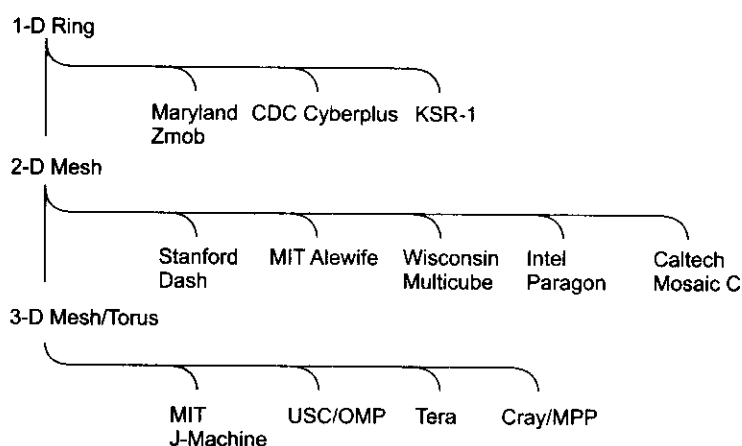 1-D Ring
Maryland Zmob
CDC Cyberplus
KSR-1
2-D Mesh
Stanford Dash
MIT Alewife
Wisconsin Multicube
Intel Paragon
Caltech Mosaic C
3-D Mesh/Torus
MIT J-Machine
USC/OMP
Tera
Cray/MPP